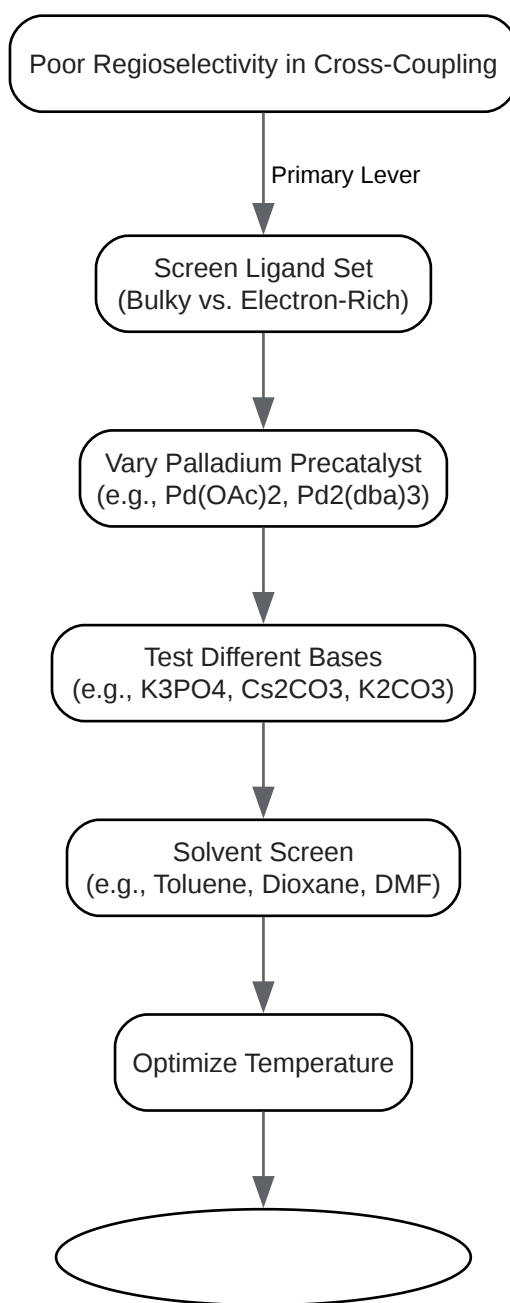 Poor Regioselectivity in Cross-Coupling
Primary Lever
Screen Ligand Set
(Bulky vs. Electron-Rich)
Vary Palladium Precatalyst
(e.g., Pd(OAc)2, Pd2(dba)3)
Test Different Bases
(e.g., K3PO4, Cs2CO3, K2CO3)
Solvent Screen
(e.g., Toluene, Dioxane, DMF)
Optimize Temperature